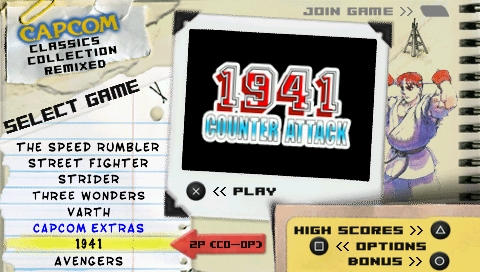 CAPCOM
CLASSICS
COLLECTION
REMIXED
JOIN GAME >>
SELECT GAME
1941
COUNTER ATTACK
THE SPEED RUMBLER
STREET FIGHTER
STRIDER
THREE WONDERS
VARTH
CAPCOM EXTRAS
1941
AVENGERS
<< PLAY
2P (CO-OP)
HIGH SCORES >>
<< OPTIONS
BONUS >>